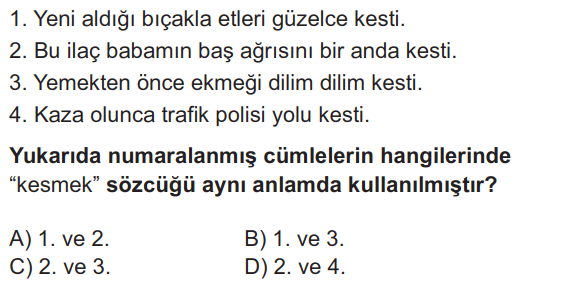 1. Yeni aldığı bıçakla etleri güzelce kesti.
2. Bu ilaç babamın baş ağrısını bir anda kesti.
3. Yemekten önce ekmeği dilim dilim kesti.
4. Kaza olunca trafik polisi yolu kesti.
Yukarıda numaralanmış cümlelerin hangilerinde
“kesmek” sözcüğü aynı anlamda kullanılmıştır?
A) 1. ve 2. B) 1. ve 3.
C) 2. ve 3. D) 2. ve 4.